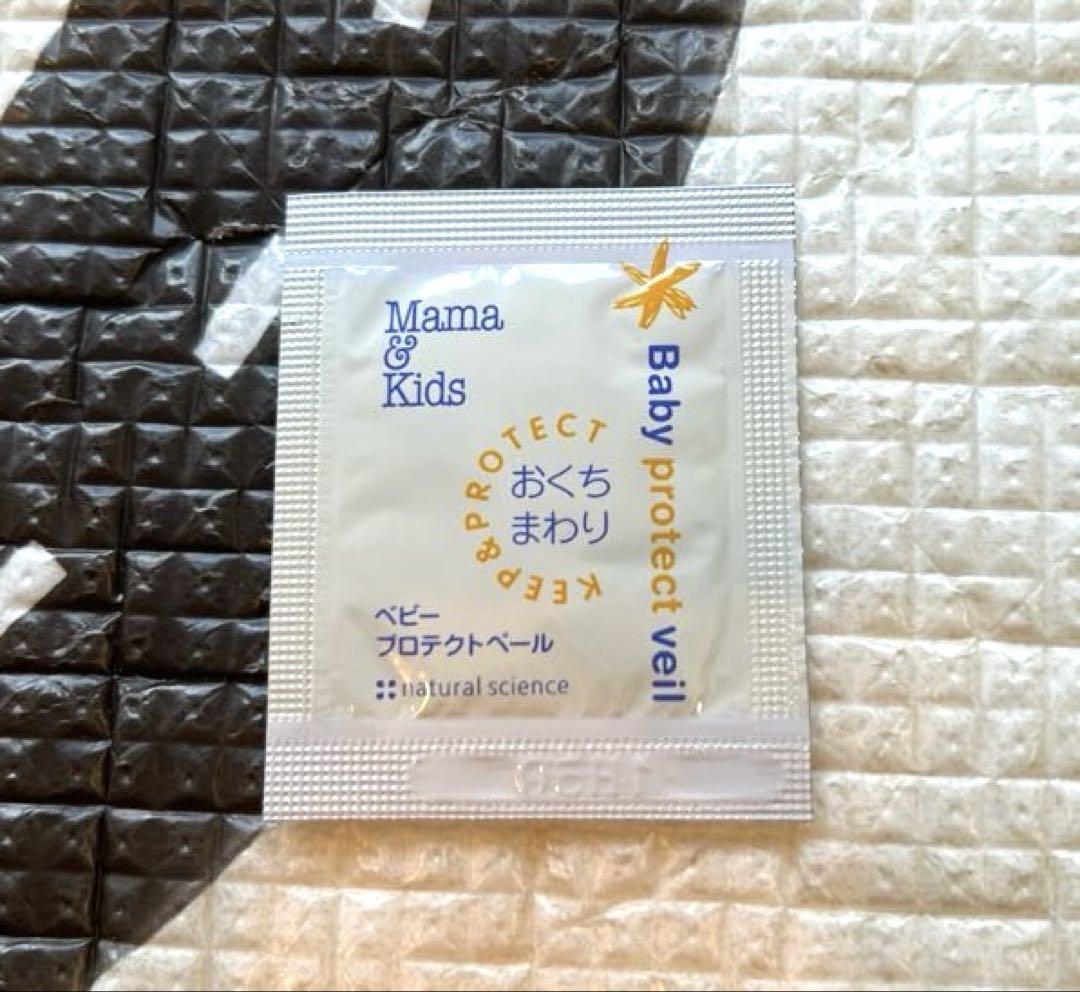 Mama
&
Kids
Baby protect veil
KEEP&PROTECT
おくち
まわり
ベビー
プロテクトベール
natural science